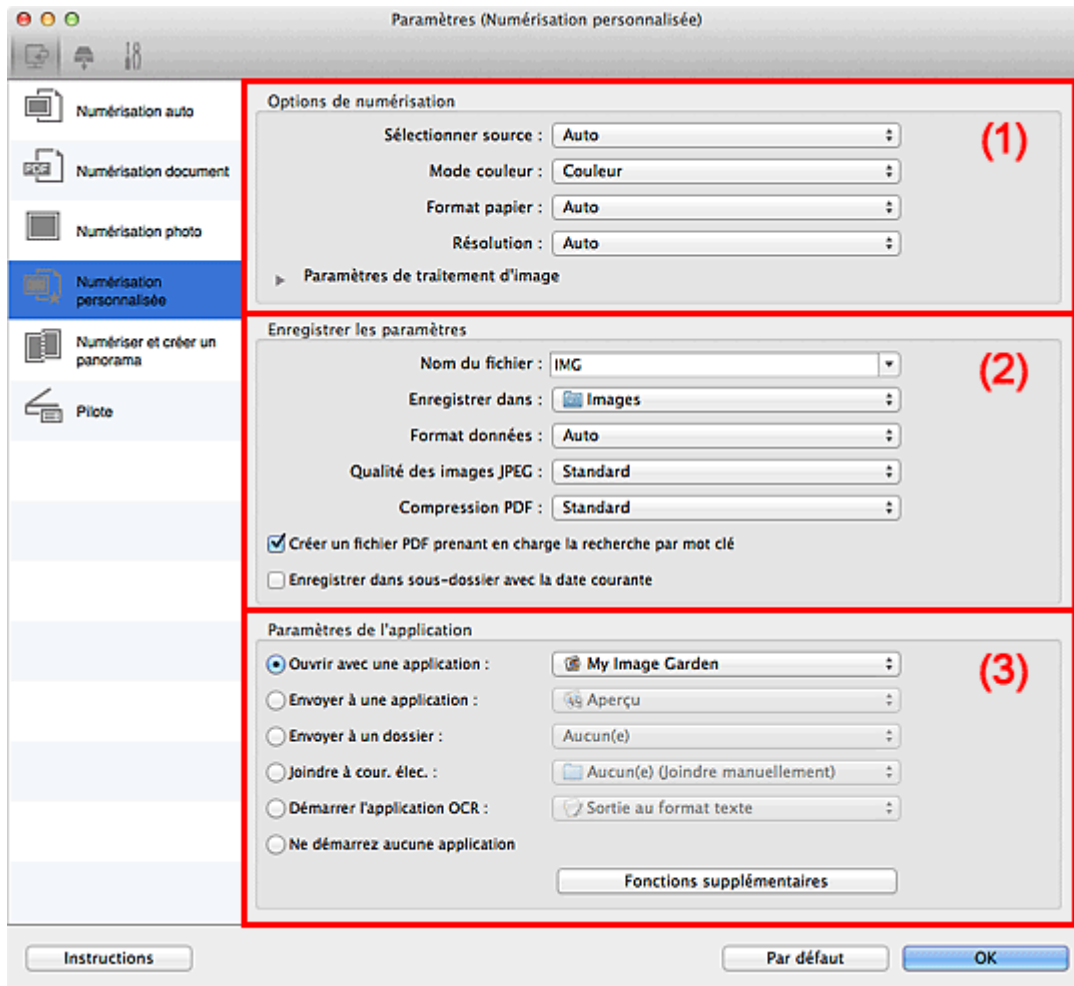 Paramètres (Numérisation personnalisée)
Numérisation auto
Numérisation document
Numérisation photo
Numérisation
personnalisée
Numériser et créer un
panorama
Pilote
Options de numérisation
(1)
Sélectionner source : Auto
Mode couleur : Couleur
Format papier : Auto
Résolution : Auto
Paramètres de traitement d'image
Enregistrer les paramètres
(2)
Nom du fichier : IMG
Enregistrer dans : Images
Format données : Auto
Qualité des images JPEG : Standard
Compression PDF : Standard
Créer un fichier PDF prenant en charge la recherche par mot clé
Enregistrer dans sous-dossier avec la date courante
Paramètres de l'application
(3)
Ouvrir avec une application : My Image Garden
Envoyer à une application : Aperçu
Envoyer à un dossier : Aucun(e)
Joindre à cour. élec. : Aucun(e) (Joindre manuellement)
Démarrer l'application OCR : Sortie au format texte
Ne démarrez aucune application
Fonctions supplémentaires
Instructions
Par défaut
OK